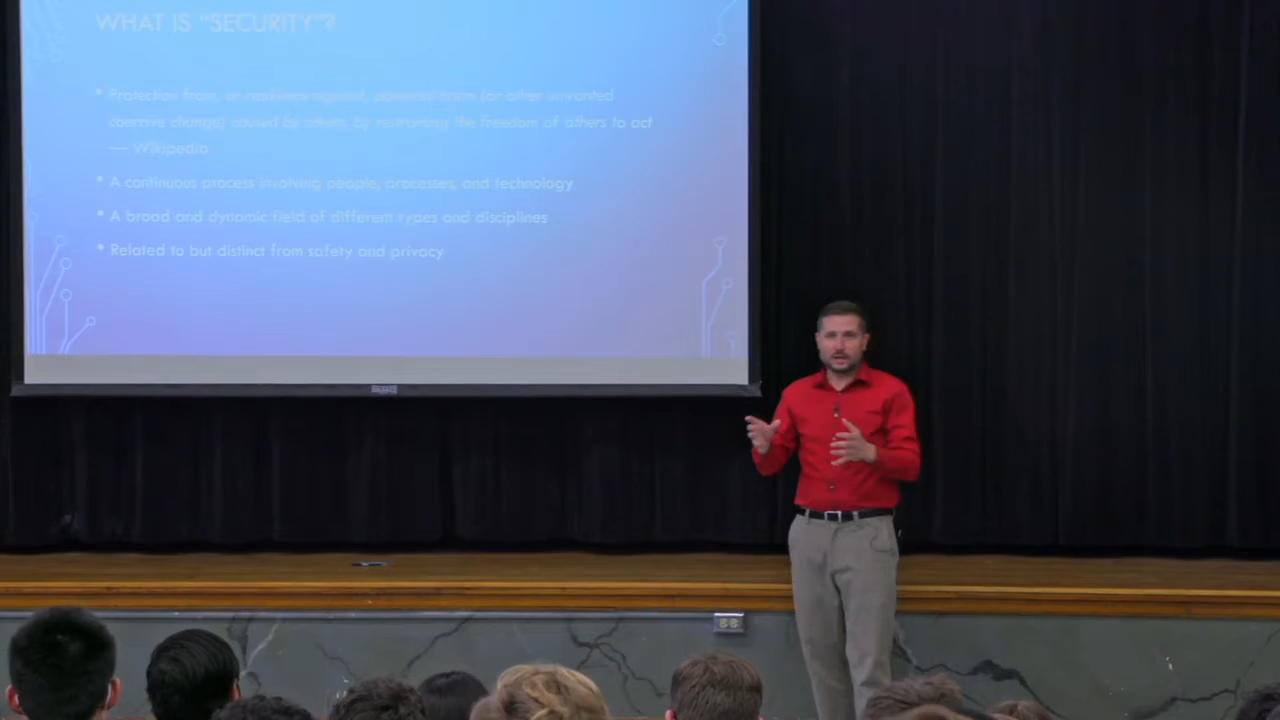 WHAT IS "SECURITY"?
• Protection from, or resilience against, potential harm (or other unwanted
coercive change) caused by others, by restraining the freedom of others to act
— Wikipedia
• A continuous process involving people, processes, and technology
• A broad and dynamic field of different types and disciplines
• Related to but distinct from safety and privacy